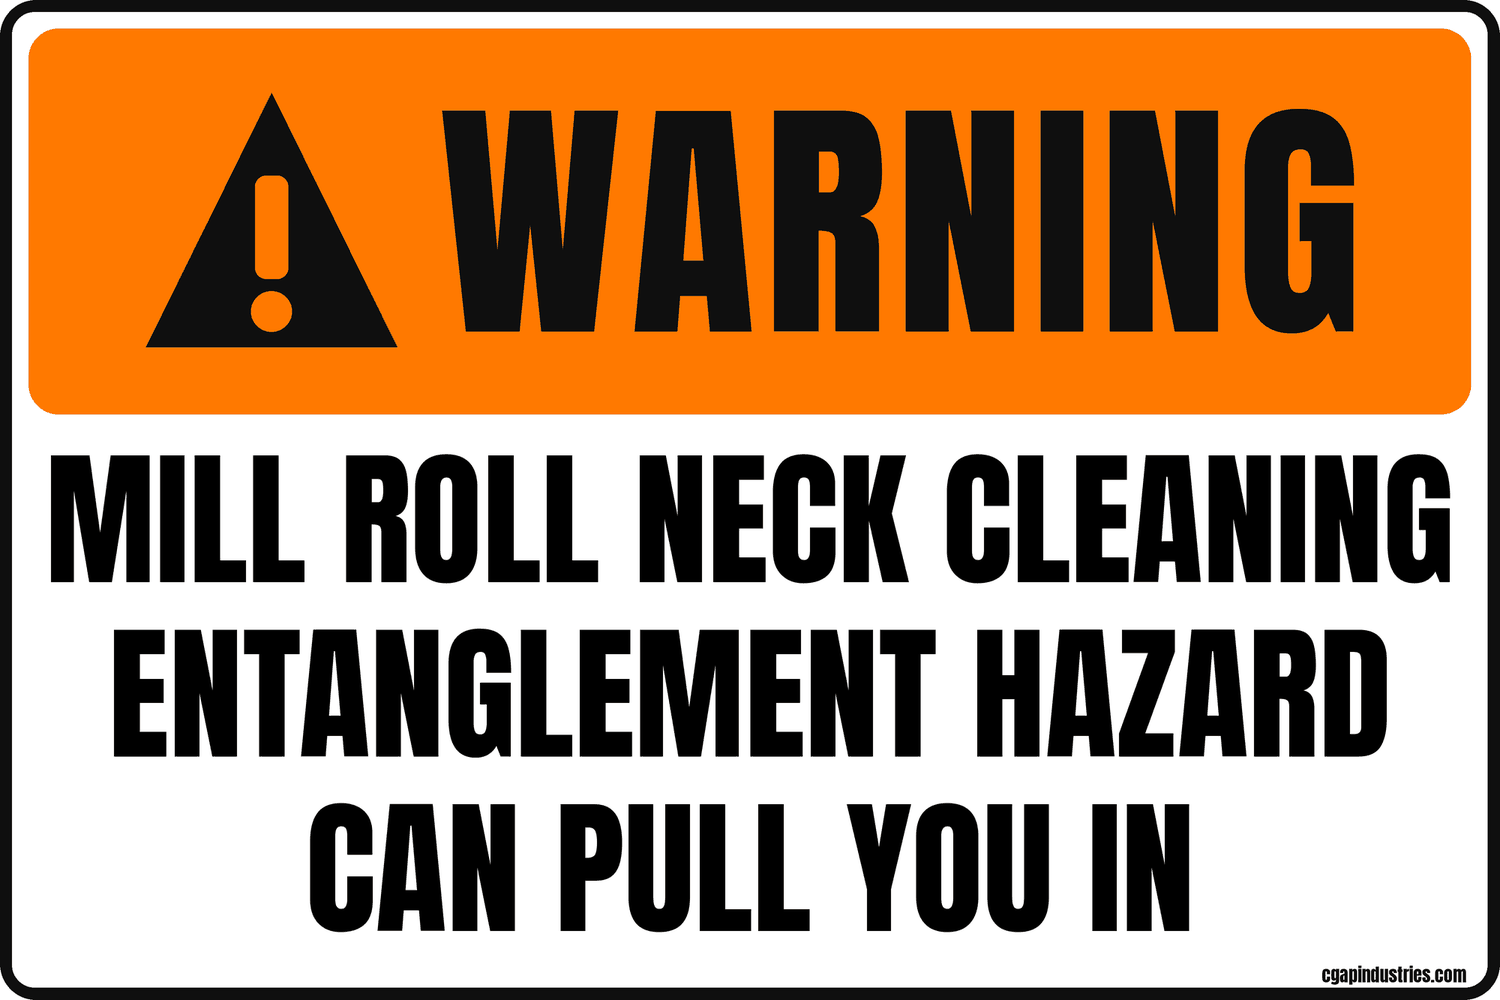 WARNING
MILL ROLL NECK CLEANING
ENTANGLEMENT HAZARD
CAN PULL YOU IN
cgapindustries.com